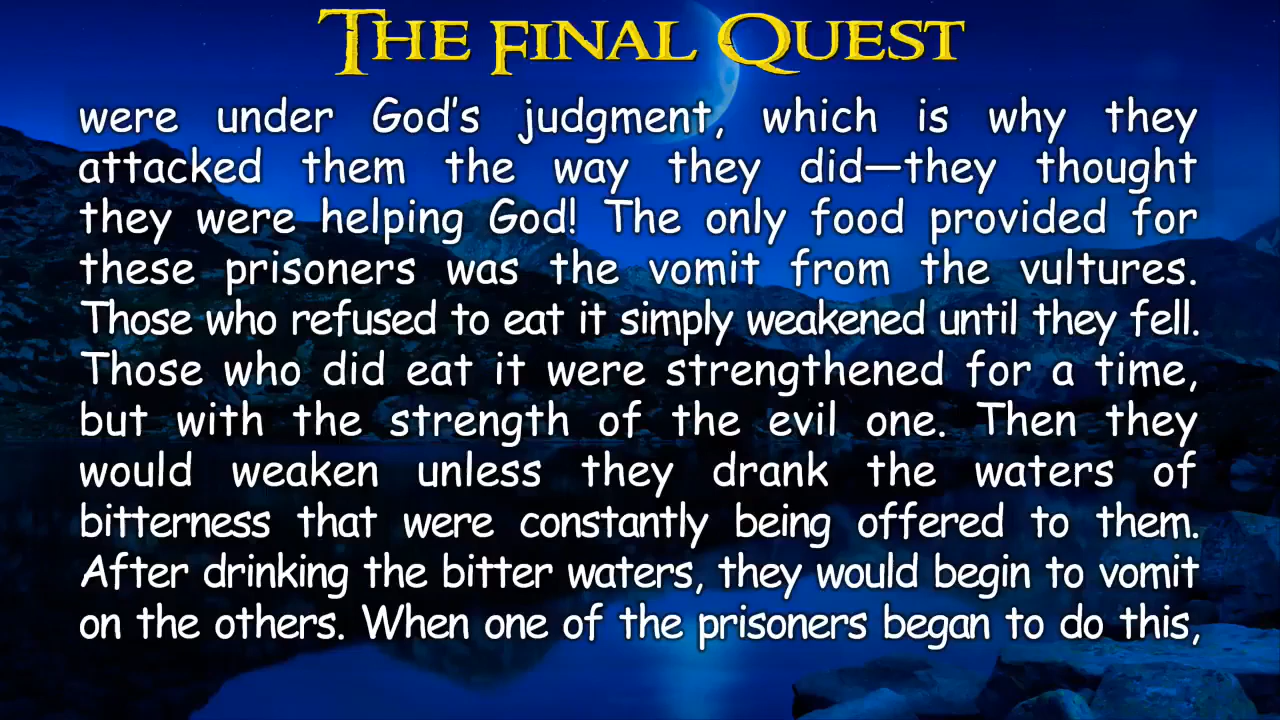 The Final Quest
were under God's judgment, which is why they
attacked them the way they did—they thought
they were helping God! The only food provided for
these prisoners was the vomit from the vultures.
Those who refused to eat it simply weakened until they fell.
Those who did eat it were strengthened for a time,
but with the strength of the evil one. Then they
would weaken unless they drank the waters of
bitterness that were constantly being offered to them.
After drinking the bitter waters, they would begin to vomit
on the others. When one of the prisoners began to do this,